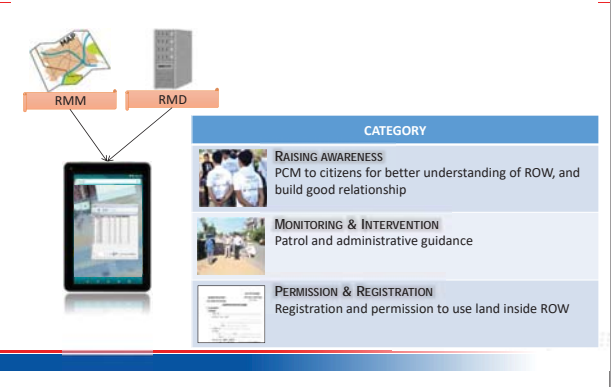 MAP
RMM
RMD
CATEGORY
RAISING AWARENESS
PCM to citizens for better understanding of ROW, and
build good relationship
MONITORING & INTERVENTION
Patrol and administrative guidance
PERMISSION & REGISTRATION
Registration and permission to use land inside ROW